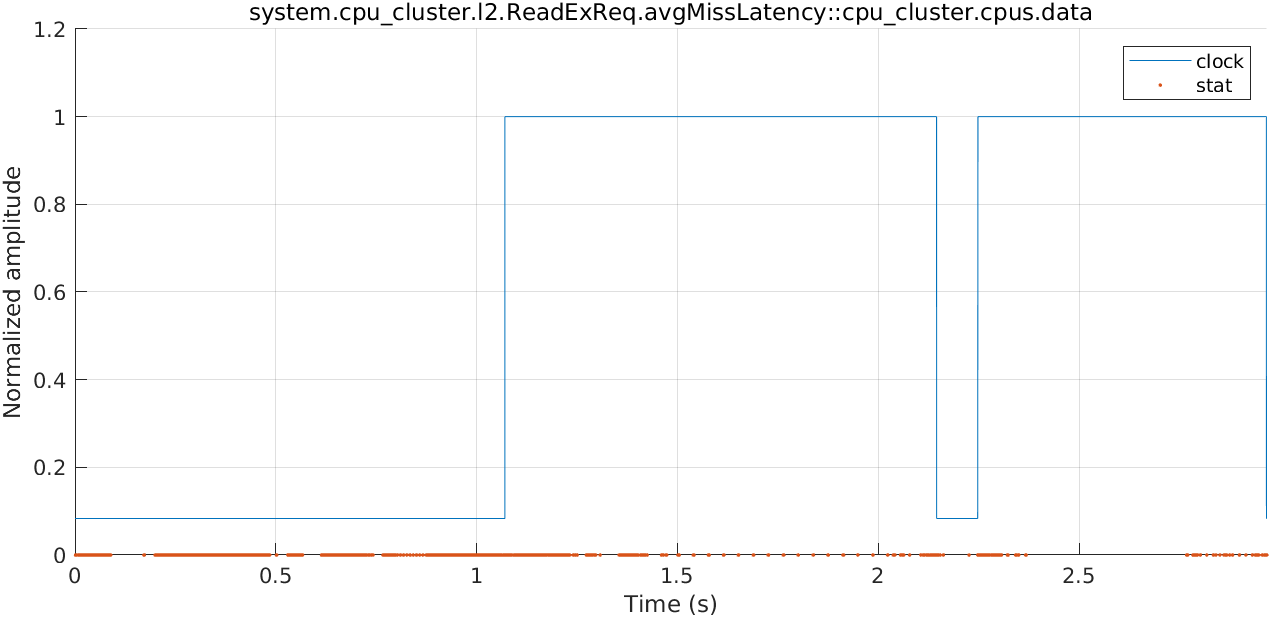 system.cpu_cluster.l2.ReadExReq.avgMissLatency::cpu_cluster.cpus.data
clock
stat
Normalized amplitude
1.2
1
0.8
0.6
0.4
0.2
0
0 0.5 1 1.5 2 2.5
Time (s)